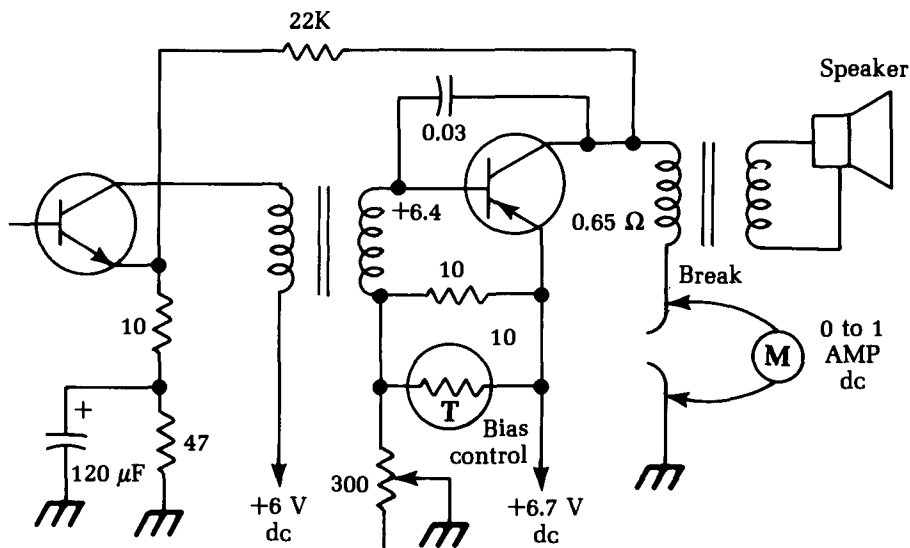 22K
Speaker
0.03
+6.4
0.65 Ω
10
Break
10
10
0 to 1
AMP
dc
M
T
Bias
control
47
120 μF
+
300
+6 V
dc
+6.7 V
dc